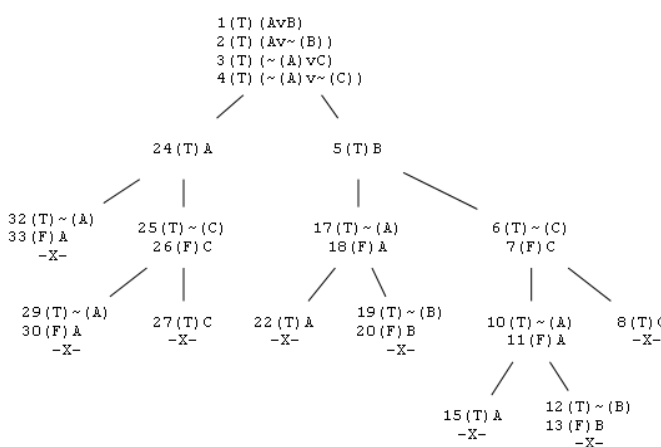 1(T)(AvB)
2(T)(Av~(B))
3(T)(~(A)vC)
4(T)(~(A)v~(C))
24(T)A
5(T)B
32(T)~(A)
33(F)A
-X-
25(T)~(C)
26(F)C
17(T)~(A)
18(F)A
6(T)~(C)
7(F)C
29(T)~(A)
30(F)A
-X-
27(T)C
-X-
22(T)A
-X-
19(T)~(B)
20(F)B
-X-
10(T)~(A)
11(F)A
8(T)C
-X-
15(T)A
-X-
12(T)~(B)
13(F)B
-X-